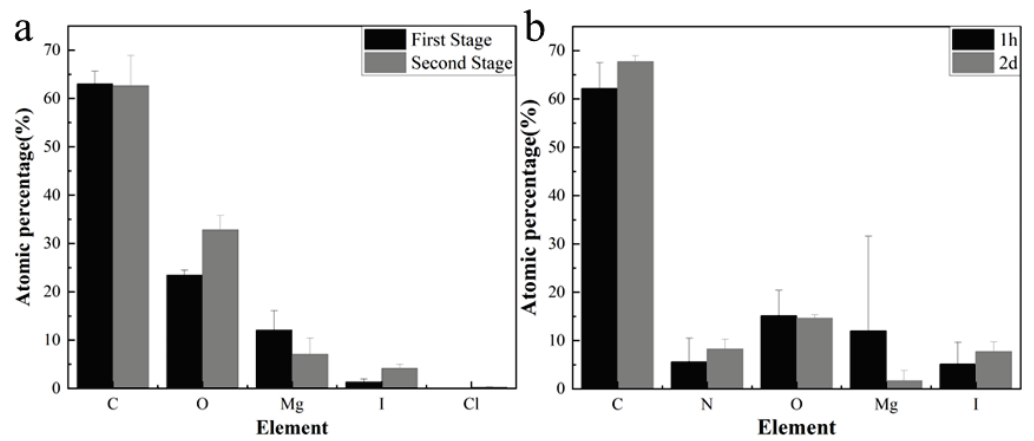 a
First Stage
Second Stage
Atomic percentage(%)
70
60
50
40
30
20
10
0
C O Mg I Cl
Element
b
1h
2d
Atomic percentage(%)
70
60
50
40
30
20
10
0
C N O Mg I
Element